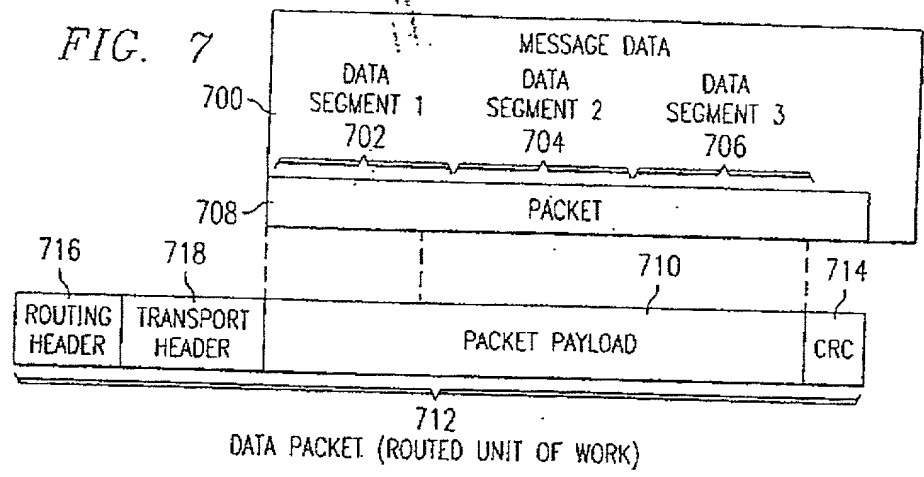 FIG. 7
MESSAGE DATA
700
DATA SEGMENT 1
702
DATA SEGMENT 2
704
DATA SEGMENT 3
706
708
PACKET
716
718
710
714
ROUTING HEADER
TRANSPORT HEADER
PACKET PAYLOAD
CRC
712
DATA PACKET (ROUTED UNIT OF WORK)